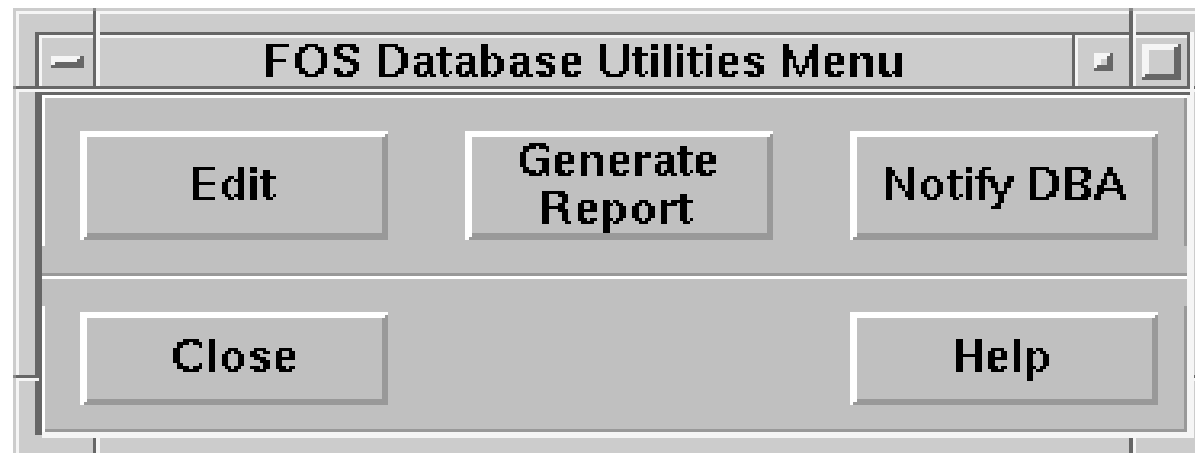 FOS Database Utilities Menu
Edit
Generate
Report
Notify DBA
Close
Help